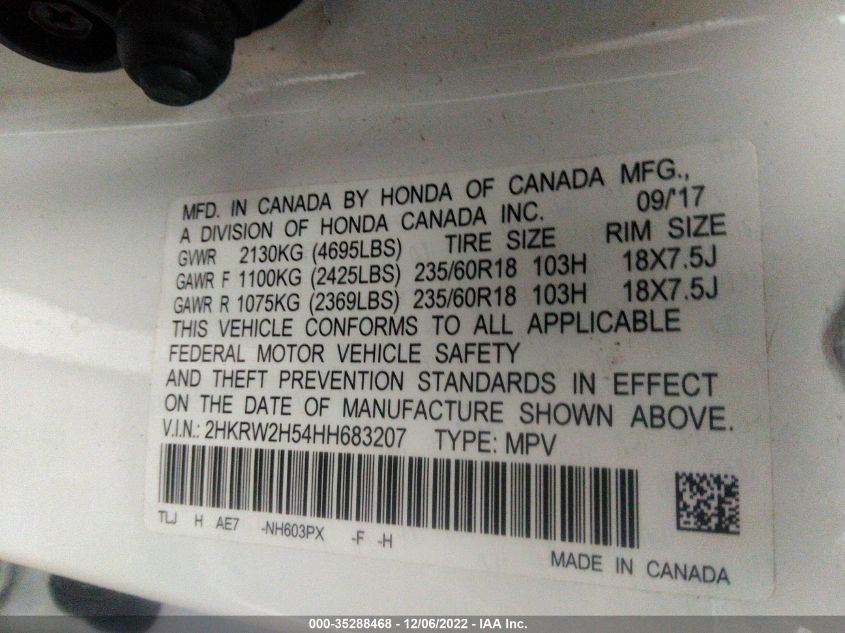 MFD. IN CANADA BY HONDA OF CANADA MFG.,
A DIVISION OF HONDA CANADA INC. 09/'17
GVWR 2130KG (4695LBS) TIRE SIZE RIM SIZE
GAWR F 1100KG (2425LBS) 235/60R18 103H 18X7.5J
GAWR R 1075KG (2369LBS) 235/60R18 103H 18X7.5J
THIS VEHICLE CONFORMS TO ALL APPLICABLE
FEDERAL MOTOR VEHICLE SAFETY
AND THEFT PREVENTION STANDARDS IN EFFECT
ON THE DATE OF MANUFACTURE SHOWN ABOVE.
V.I.N.: 2HKRW2H54HH683207 TYPE: MPV
TLJ H AE7 -NH603PX -F -H
MADE IN CANADA
000-35288468 - 12/06/2022 - IAA Inc.